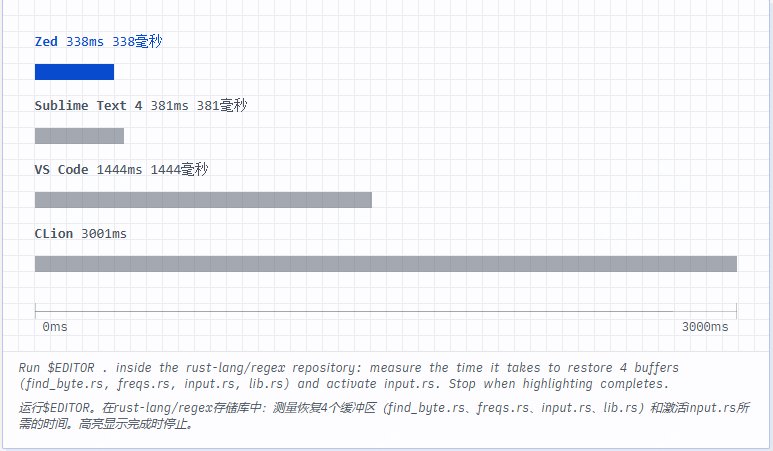 Zed 338ms 338毫秒
Sublime Text 4 381ms 381毫秒
VS Code 1444ms 1444毫秒
CLion 3001ms
0ms 3000ms
Run $EDITOR . inside the rust-lang/regex repository: measure the time it takes to restore 4 buffers
(find_byte.rs, freqs.rs, input.rs, lib.rs) and activate input.rs. Stop when highlighting completes.
运行$EDITOR。在rust-lang/regex存储库中：测量恢复4个缓冲区（find_byte.rs、freqs.rs、input.rs、lib.rs）和激活input.rs所
需的时间。高亮显示完成时停止。